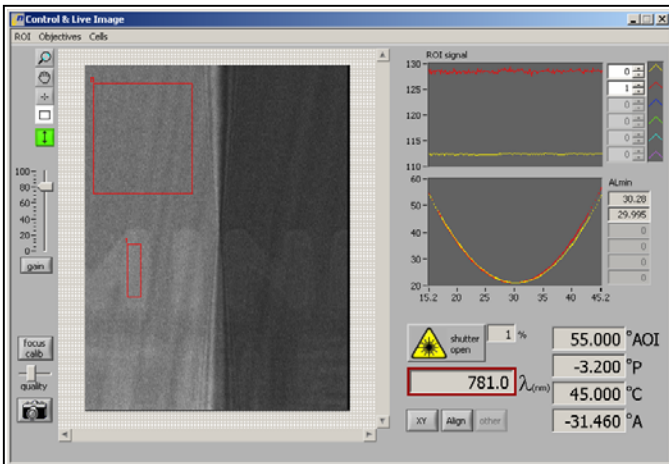 Control & Live Image
ROI Objectives Cells
ROI signal
130
125
120
115
110
0
1
0
0
0
0
60
50
40
30
20
15.2 20 25 30 35 40 45.2
ALmin
30.28
29.995
0
0
0
0
100
80
60
40
20
0
gain
focus
calib
quality
shutter
open
1 %
781.0 λ(nm)
XY Align other
55.000 °AOI
-3.200 °P
45.000 °C
-31.460 °A